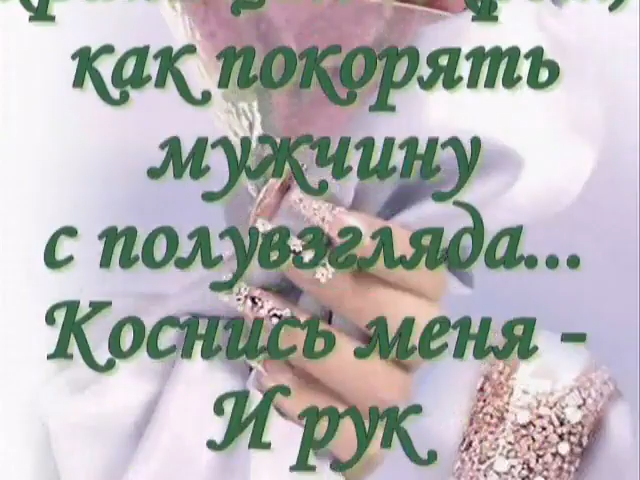 как покорять
мужчину
с полувзгляда...
Коснись меня -
И рук